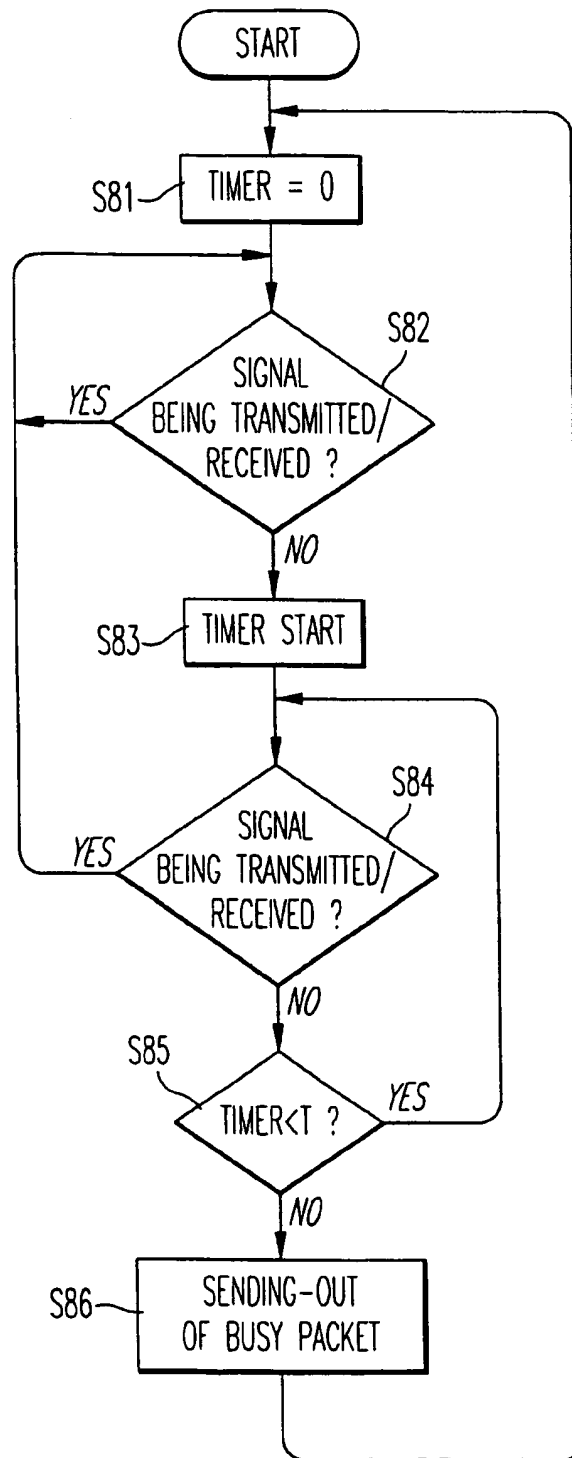 START
S81
TIMER = 0
S82
SIGNAL
BEING TRANSMITTED/
RECEIVED ?
YES
NO
S83
TIMER START
S84
SIGNAL
BEING TRANSMITTED/
RECEIVED ?
YES
NO
S85
TIMER<T ?
YES
NO
S86
SENDING-OUT
OF BUSY PACKET